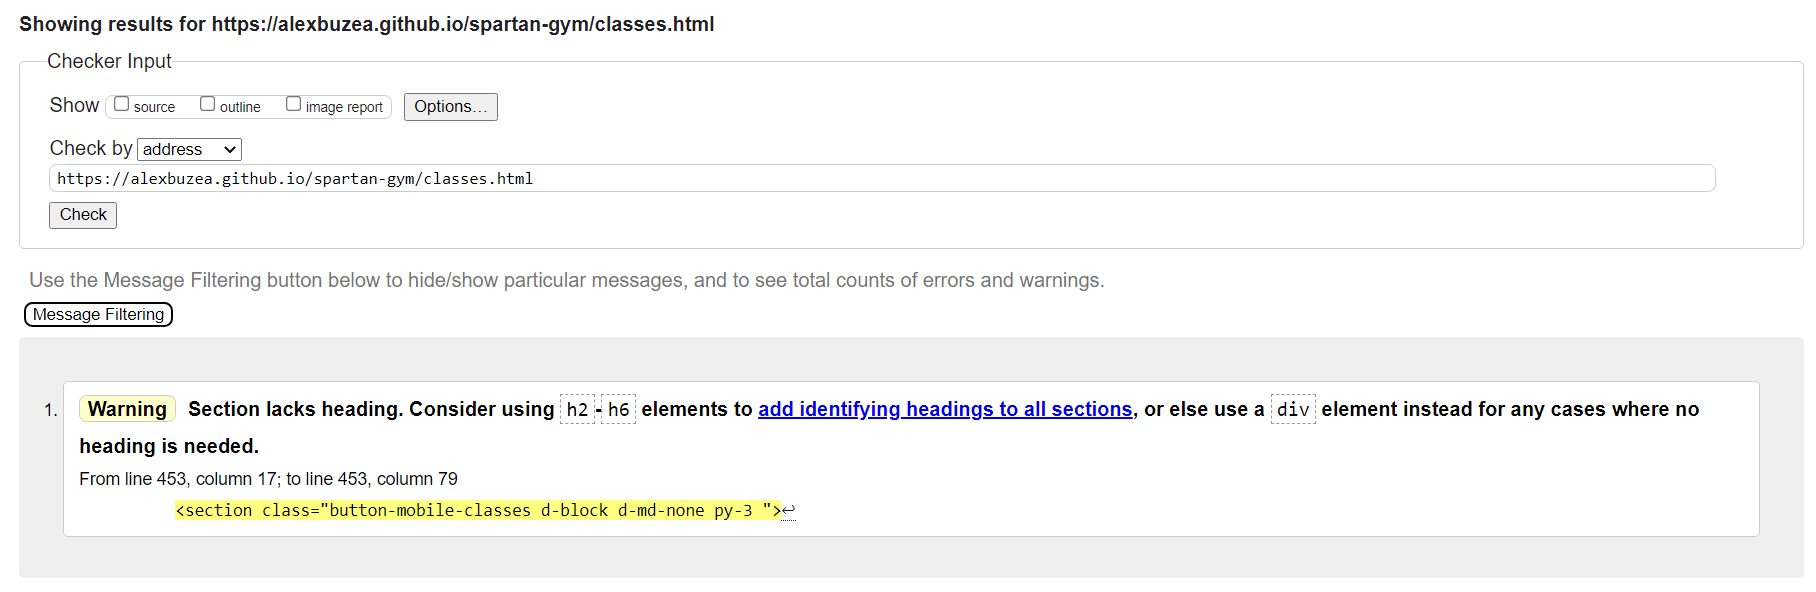 Showing results for https://alexbuzea.github.io/spartan-gym/classes.html
Checker Input
Show source outline image report Options...
Check by address
https://alexbuzea.github.io/spartan-gym/classes.html
Check
Use the Message Filtering button below to hide/show particular messages, and to see total counts of errors and warnings.
Message Filtering
1. Warning Section lacks heading. Consider using h2-h6 elements to add identifying headings to all sections, or else use a div element instead for any cases where no
heading is needed.
From line 453, column 17; to line 453, column 79
<section class="button-mobile-classes d-block d-md-none py-3 ">↩